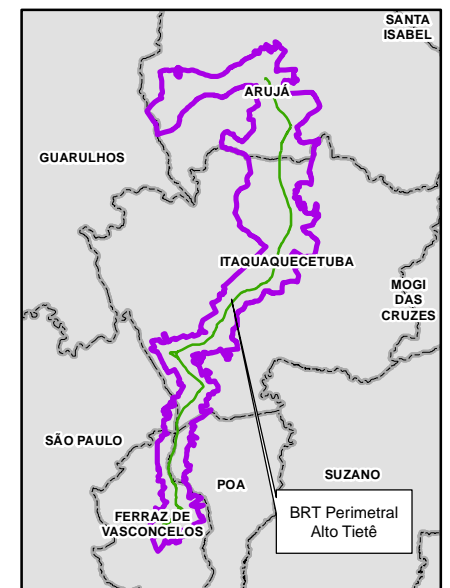 SANTA
ISABEL
ARUJÁ
GUARULHOS
ITAQUAQUECETUBA
MOGI
DAS
CRUZES
SÃO PAULO
POA
SUZANO
FERRAZ DE
VASCONCELOS
BRT Perimetral
Alto Tietê